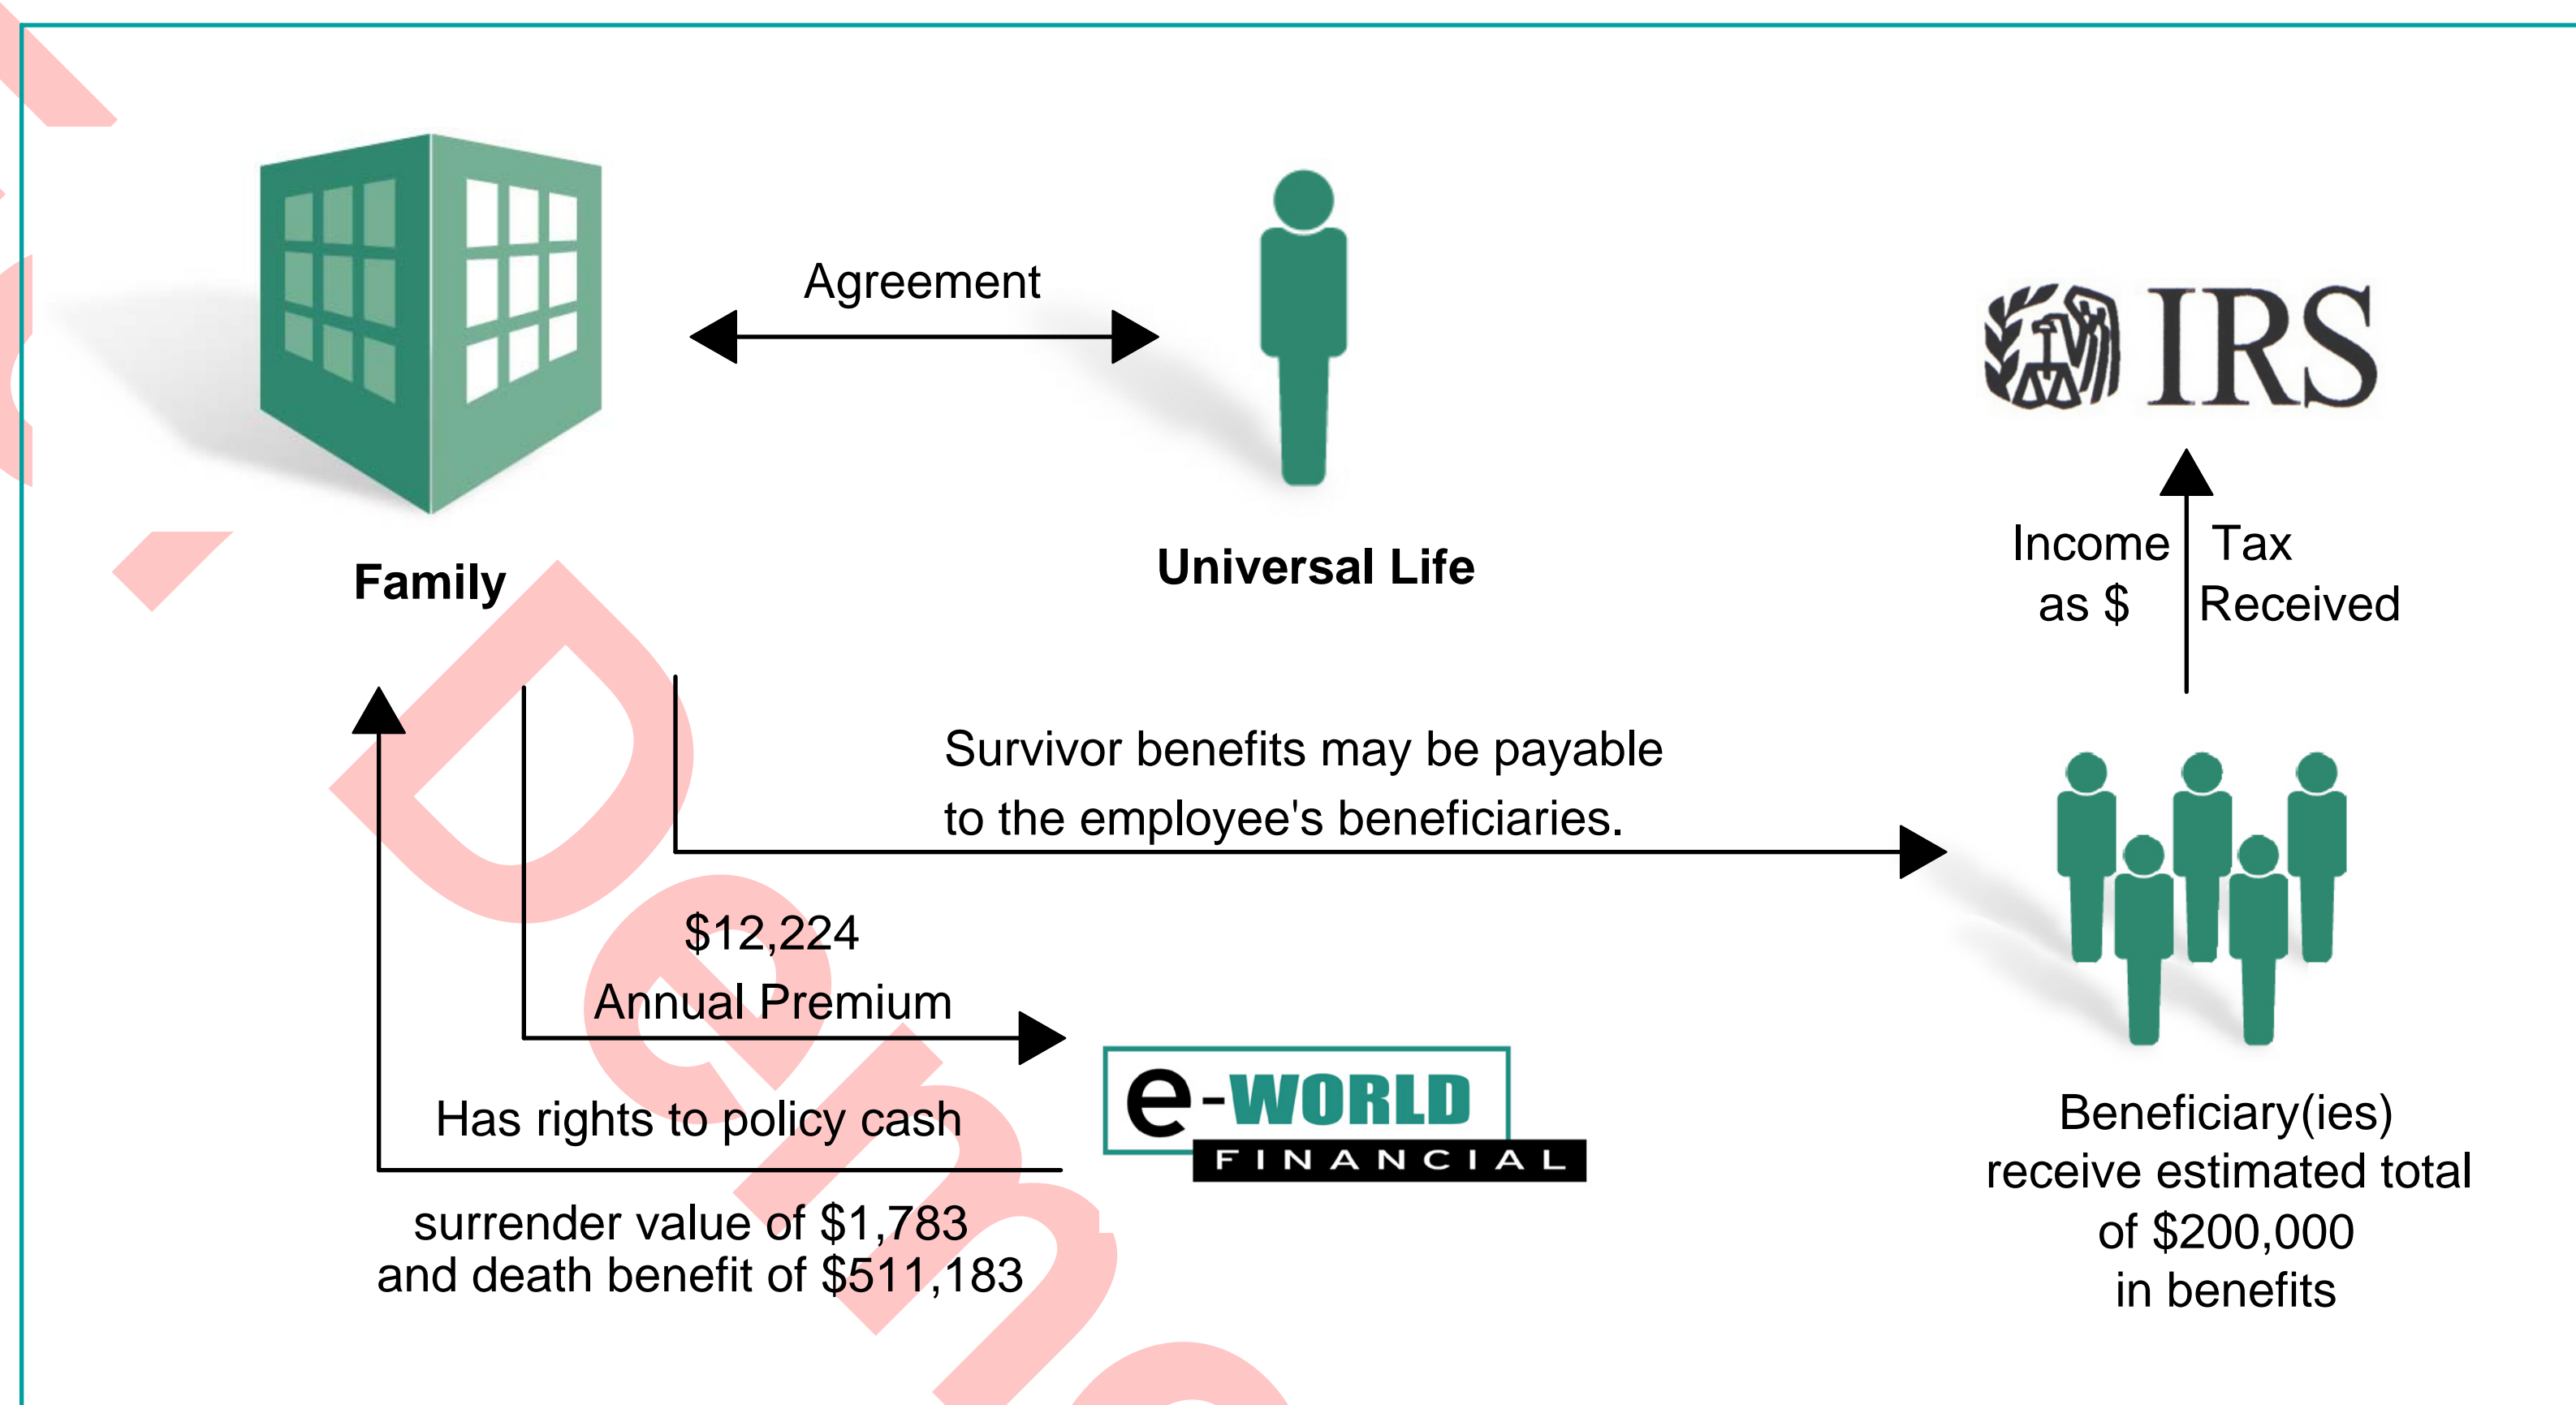 Agreement
IRS
Family
Universal Life
Income Tax
as $ Received
Survivor benefits may be payable
to the employee's beneficiaries.
$12,224
Annual Premium
Has rights to policy cash
surrender value of $1,783
and death benefit of $511,183
e-WORLD
FINANCIAL
Beneficiary(ies)
receive estimated total
of $200,000
in benefits